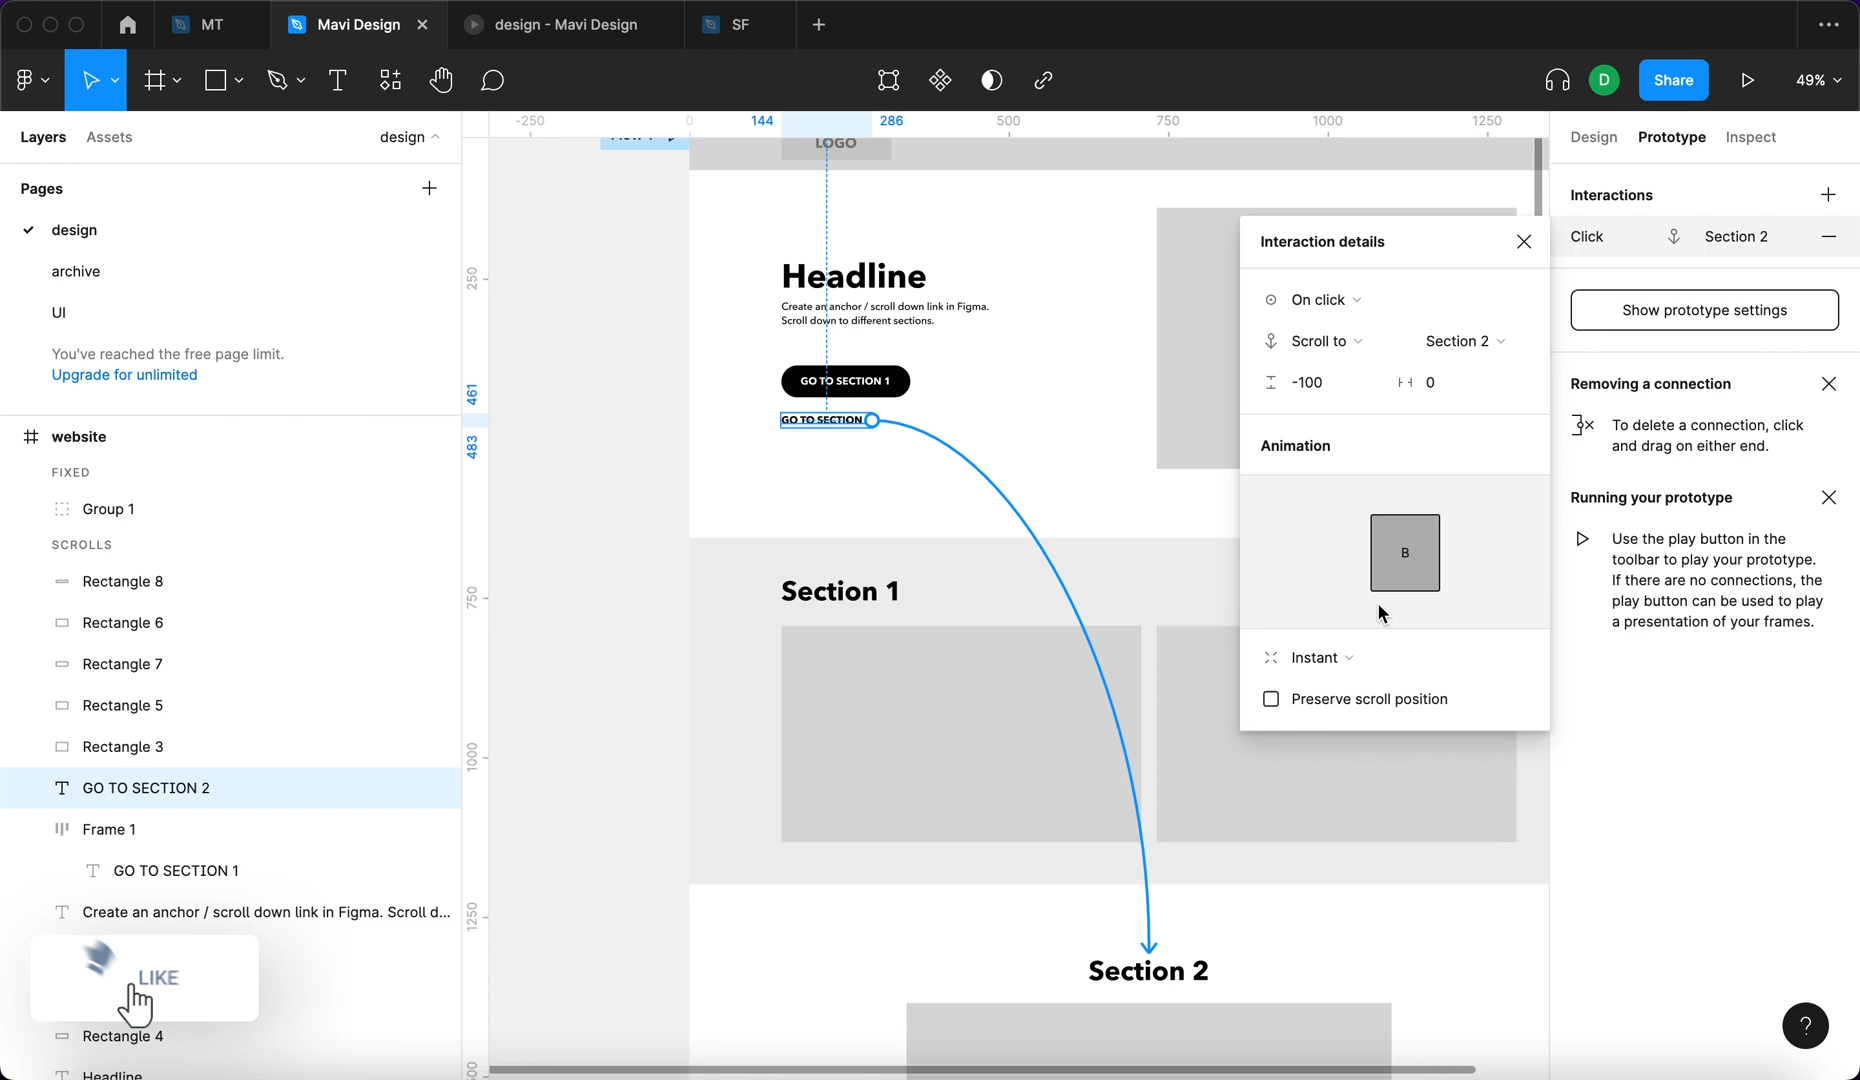 MT
Mavi Design
design - Mavi Design
SF
D
Share
49%
Layers
Assets
design
Pages
design
archive
UI
You've reached the free page limit.
Upgrade for unlimited
website
FIXED
Group 1
SCROLLS
Rectangle 8
Rectangle 6
Rectangle 7
Rectangle 5
Rectangle 3
GO TO SECTION 2
Frame 1
GO TO SECTION 1
Create an anchor / scroll down link in Figma. Scroll d...
LIKE
Rectangle 4
Headline
-250
0
144
286
500
750
1000
1250
250
461
483
750
1000
1250
LOGO
Headline
Create an anchor / scroll down link in Figma.
Scroll down to different sections.
GO TO SECTION 1
GO TO SECTION
Section 1
Section 2
Interaction details
On click
Scroll to
Section 2
-100
0
Animation
B
Instant
Preserve scroll position
Design
Prototype
Inspect
Interactions
Click
Section 2
Show prototype settings
Removing a connection
To delete a connection, click
and drag on either end.
Running your prototype
Use the play button in the
toolbar to play your prototype.
If there are no connections, the
play button can be used to play
a presentation of your frames.
?